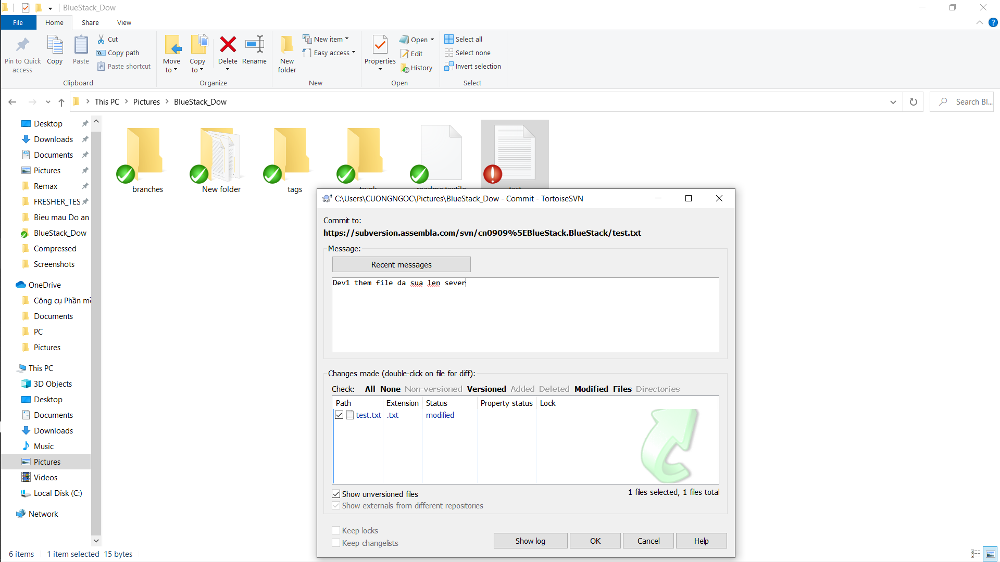 BlueStack_Dow
File Home Share View
Pin to Quick access
Copy
Paste
Cut
Copy path
Paste shortcut
Clipboard
Move to
Copy to
Delete
Rename
Organize
New folder
New item
Easy access
New
Properties
Open
Edit
History
Open
Select all
Select none
Invert selection
Select
This PC > Pictures > BlueStack_Dow
Search Bl...
Desktop
Downloads
Documents
Pictures
Remax
FRESHER_TES
Bieu mau Do an
BlueStack_Dow
Compressed
Screenshots
OneDrive
Công cụ Phần
Documents
PC
Pictures
This PC
3D Objects
Desktop
Documents
Downloads
Music
Pictures
Videos
Local Disk (C:)
Network
branches
New folder
tags
trunk
readme.textile
test
C:\Users\CUONGNGOC\Pictures\BlueStack_Dow - Commit - TortoiseSVN
Commit to:
https://subversion.assembla.com/svn/cn0909%5EBlueStack.BlueStack/test.txt
Message:
Recent messages
Dev1 them file da sua len sever
Changes made (double-click on file for diff):
Check: All None Non-versioned Versioned Added Deleted Modified Files Directories
Path Extension Status Property status Lock
test.txt .txt modified
Show unversioned files
1 files selected, 1 files total
Show externals from different repositories
Keep locks
Keep changelists
Show log OK Cancel Help
6 items 1 item selected 15 bytes